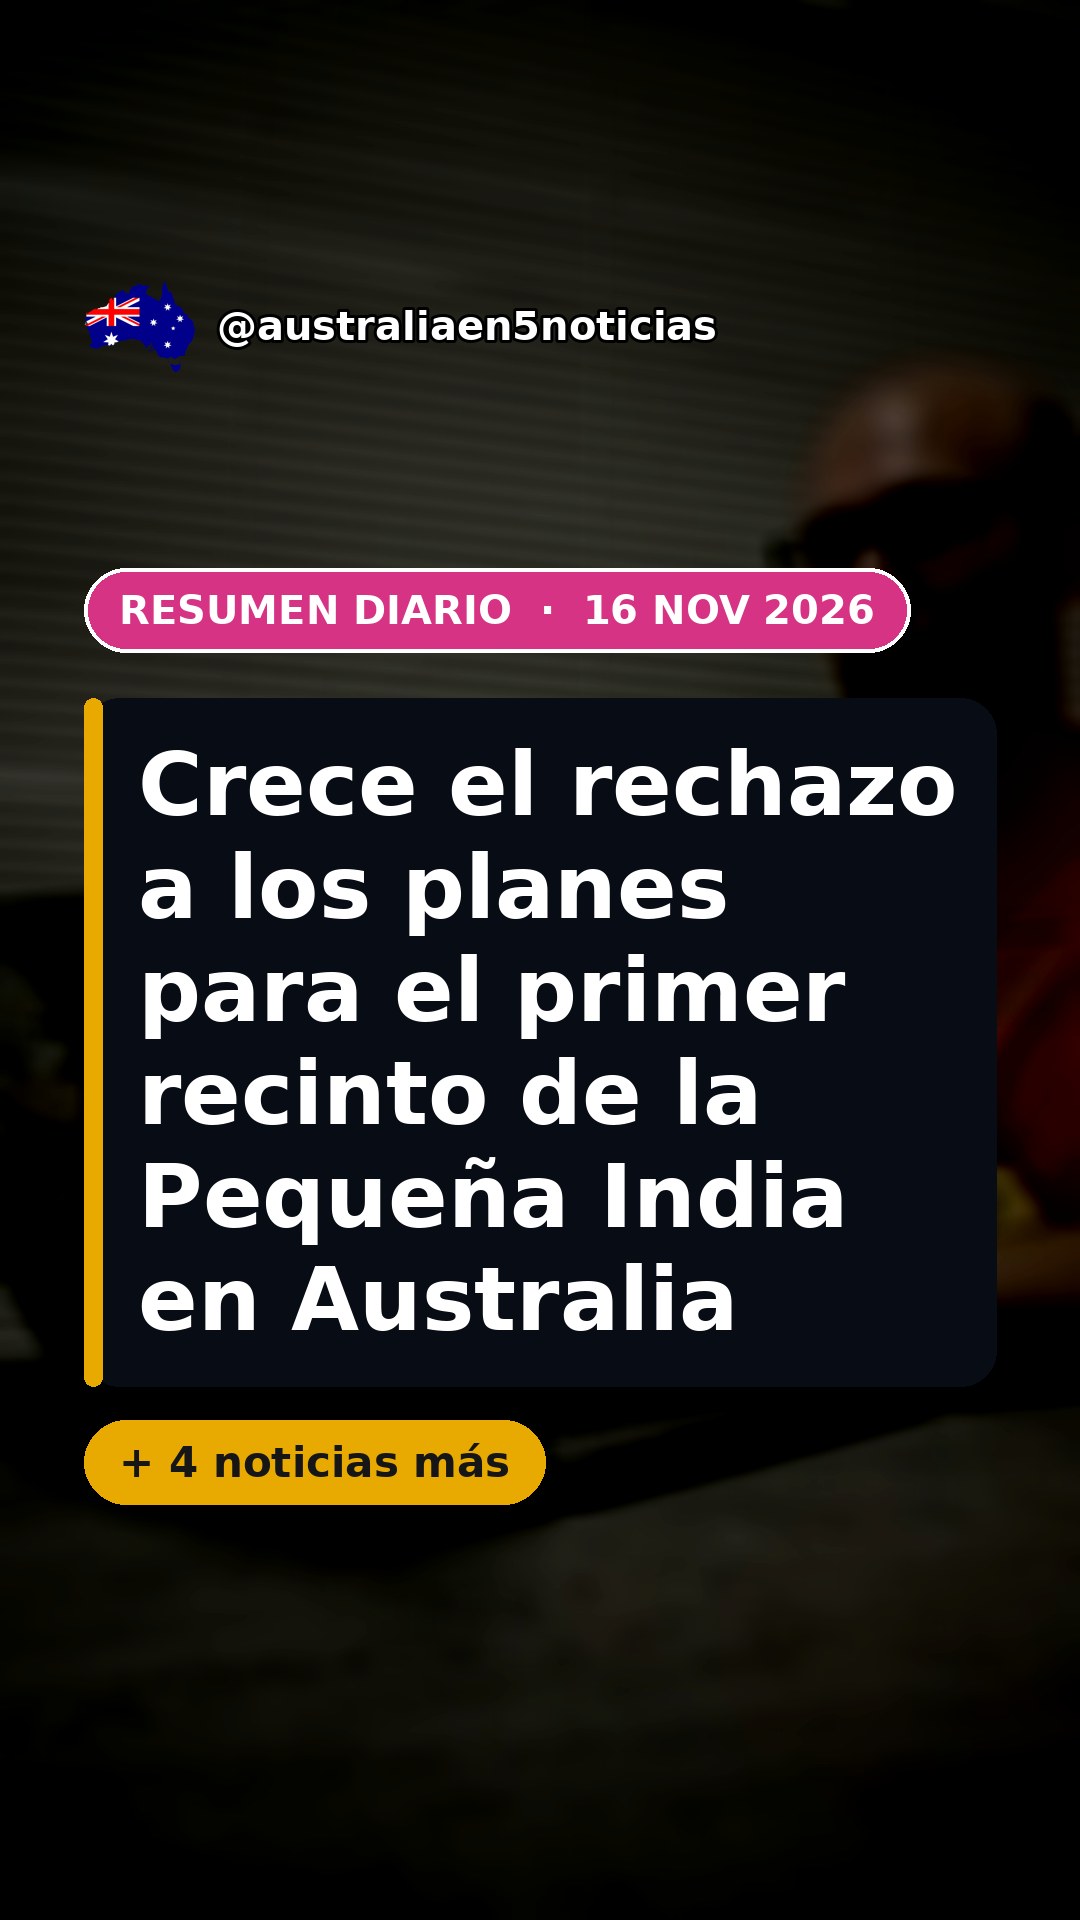 @australiaen5noticias
RESUMEN DIARIO · 16 NOV 2026
Crece el rechazo
a los planes
para el primer
recinto de la
Pequeña India
en Australia
+ 4 noticias más